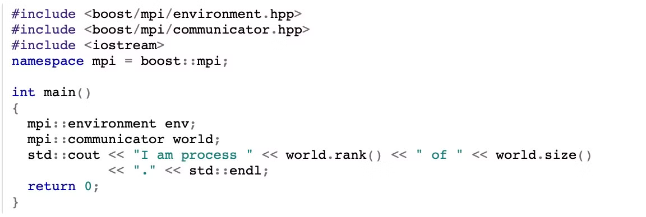 #include <boost/mpi/environment.hpp>
#include <boost/mpi/communicator.hpp>
#include <iostream>
namespace mpi = boost::mpi;

int main()
{
  mpi::environment env;
  mpi::communicator world;
  std::cout << "I am process " << world.rank() << " of " << world.size()
            << "." << std::endl;
  return 0;
}